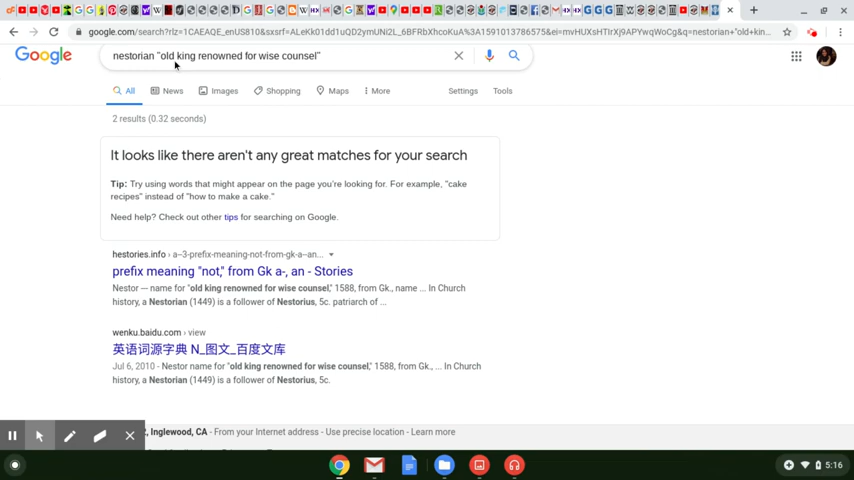 google.com/search?rlz=1CAEAQE_enUS810&sxsrf=ALeKk01dd1uQD2ymUNi2L_6BFRbXhcoKuA%3A1591013786575&ei=mvHUXsHTIrXj9APYwqWoCg&q=nestorian+"old+kin...
Google
nestorian "old king renowned for wise counsel"
All
News
Images
Shopping
Maps
More
Settings
Tools
2 results (0.32 seconds)
It looks like there aren't any great matches for your search
Tip: Try using words that might appear on the page you're looking for. For example, "cake
recipes" instead of "how to make a cake."
Need help? Check out other tips for searching on Google.
hestories.info › a--3-prefix-meaning-not-from-gk-a--an...
prefix meaning "not," from Gk a-, an - Stories
Nestor --- name for "old king renowned for wise counsel," 1588, from Gk., name ... In Church
history, a Nestorian (1449) is a follower of Nestorius, 5c. patriarch of ...
wenku.baidu.com › view
英语词源字典 N_图文_百度文库
Jul 6, 2010 - Nestor name for "old king renowned for wise counsel," 1588, from Gk., ... In Church
history, a Nestorian (1449) is a follower of Nestorius, 5c.
Inglewood, CA - From your Internet address - Use precise location - Learn more
5:16